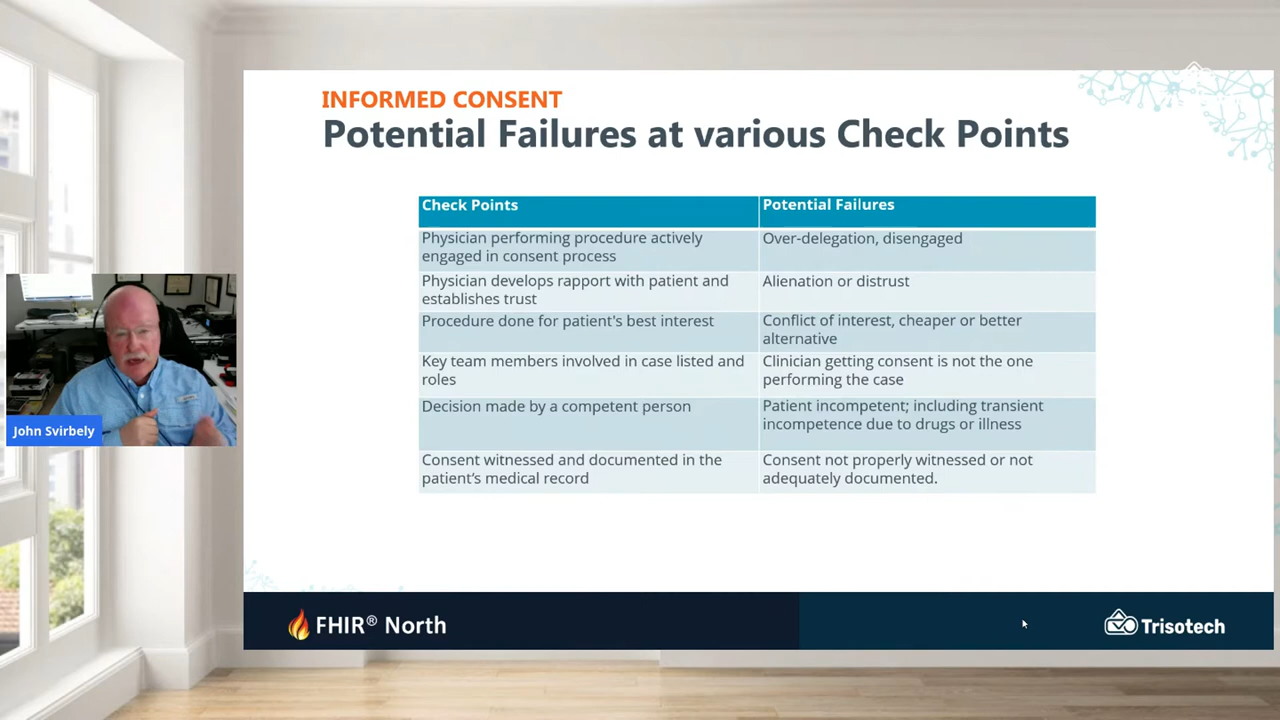 INFORMED CONSENT
Potential Failures at various Check Points
Check Points
Potential Failures
Physician performing procedure actively
engaged in consent process
Over-delegation, disengaged
Physician develops rapport with patient and
establishes trust
Alienation or distrust
Procedure done for patient's best interest
Conflict of interest, cheaper or better
alternative
Key team members involved in case listed and
roles
Clinician getting consent is not the one
performing the case
Decision made by a competent person
Patient incompetent; including transient
incompetence due to drugs or illness
Consent witnessed and documented in the
patient's medical record
Consent not properly witnessed or not
adequately documented.
John Svirbely
FHIR® North
Trisotech